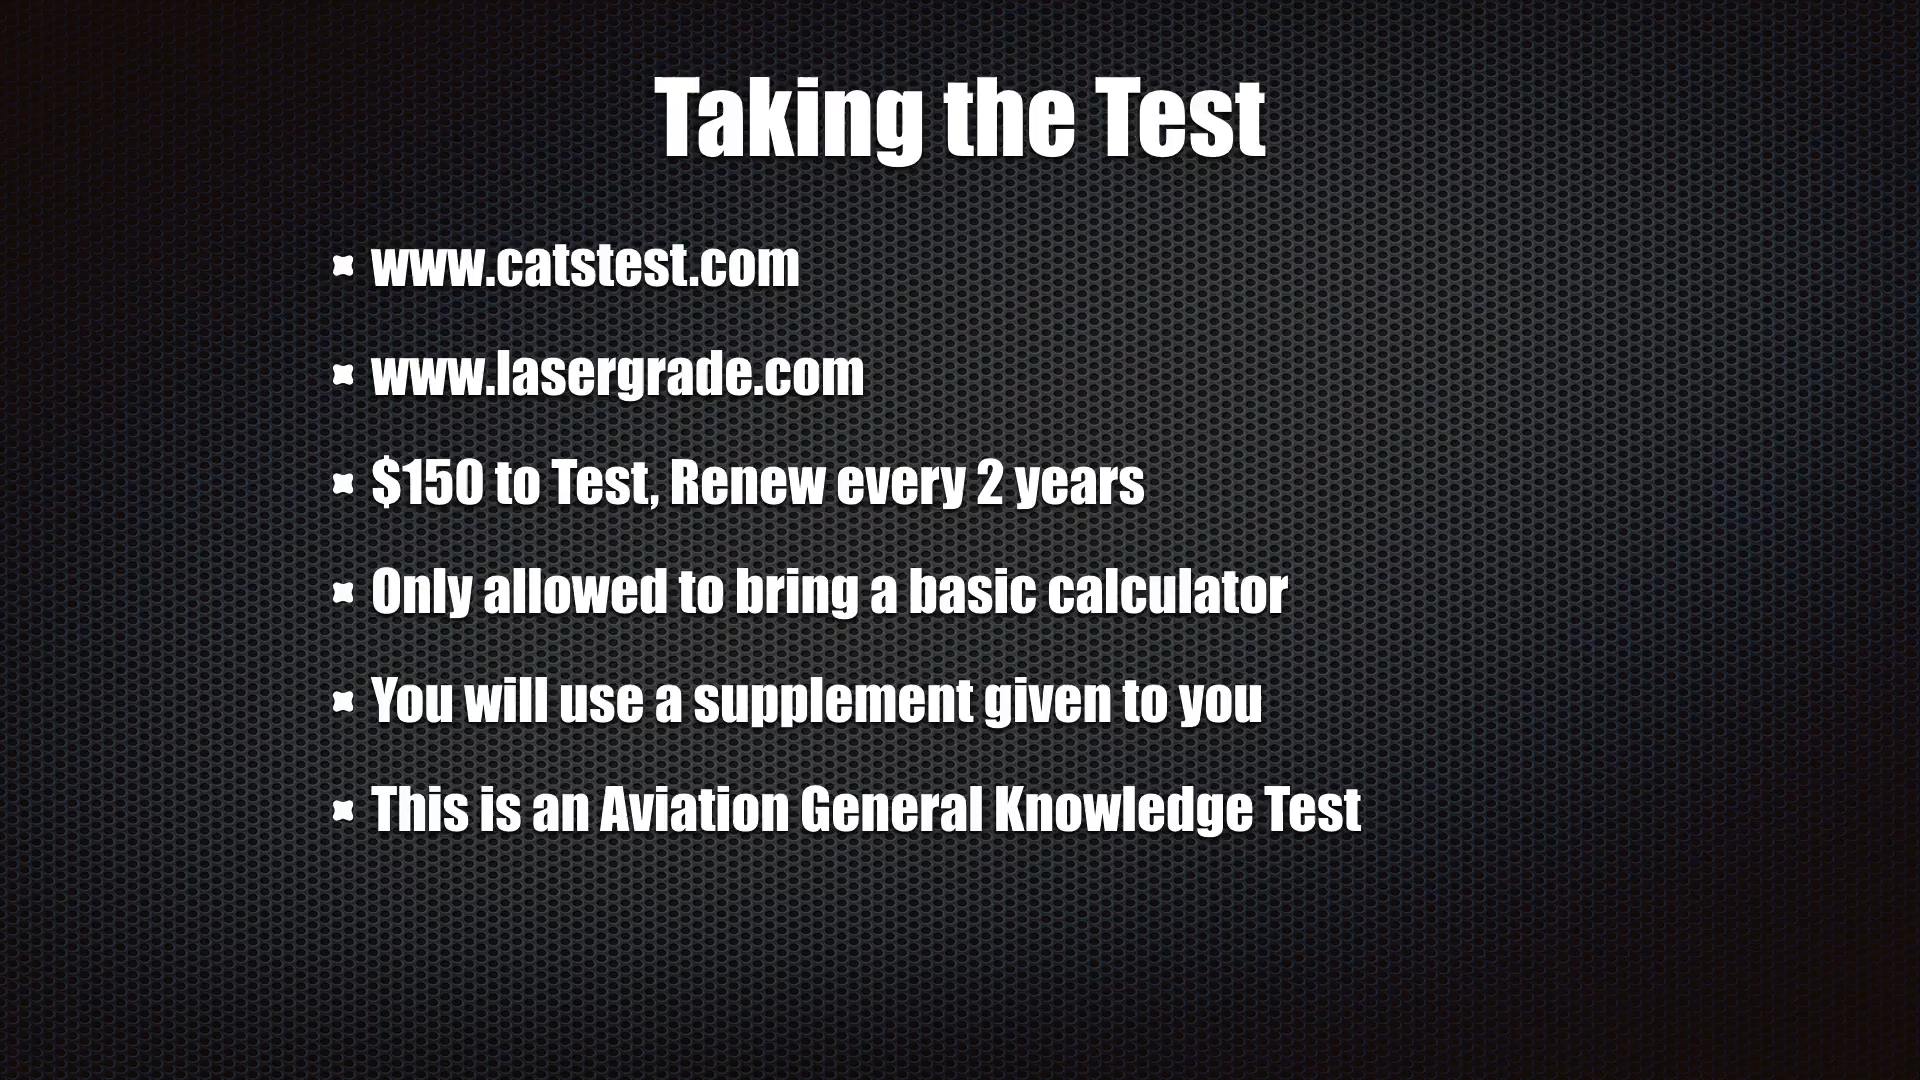 Taking the Test
www.catstest.com
www.lasergrade.com
$150 to Test, Renew every 2 years
Only allowed to bring a basic calculator
You will use a supplement given to you
This is an Aviation General Knowledge Test